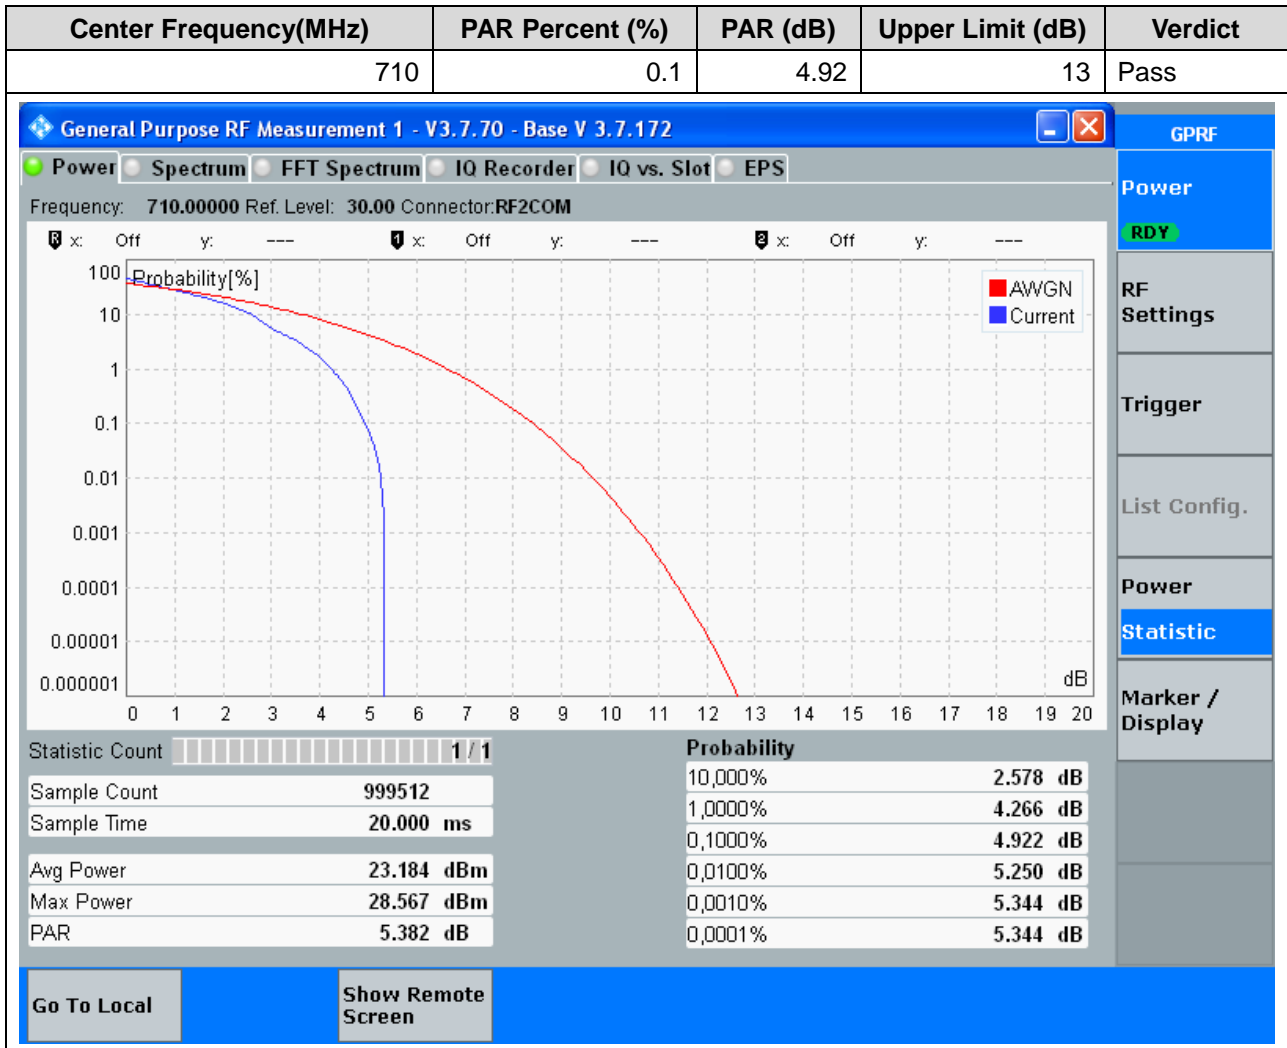 Center Frequency(MHz) PAR Percent (%) PAR (dB) Upper Limit (dB) Verdict
710 0.1 4.92 13 Pass
General Purpose RF Measurement 1 - V3.7.70 - Base V 3.7.172
GPRF
Power Spectrum FFT Spectrum IQ Recorder IQ vs. Slot EPS
Power
RDY
Frequency: 710.00000 Ref. Level: 30.00 Connector:RF2COM
R x: Off y: --- 1 x: Off y: --- 2 x: Off y: ---
Probability[%]
AWGN
Current
100
10
1
0.1
0.01
0.001
0.0001
0.00001
0.000001
dB
0 1 2 3 4 5 6 7 8 9 10 11 12 13 14 15 16 17 18 19 20
RF
Settings
Trigger
List Config.
Power
Statistic
Marker /
Display
Statistic Count 1 / 1
Sample Count 999512
Sample Time 20.000 ms
Avg Power 23.184 dBm
Max Power 28.567 dBm
PAR 5.382 dB
Probability
10,000% 2.578 dB
1,0000% 4.266 dB
0,1000% 4.922 dB
0,0100% 5.250 dB
0,0010% 5.344 dB
0,0001% 5.344 dB
Go To Local
Show Remote
Screen